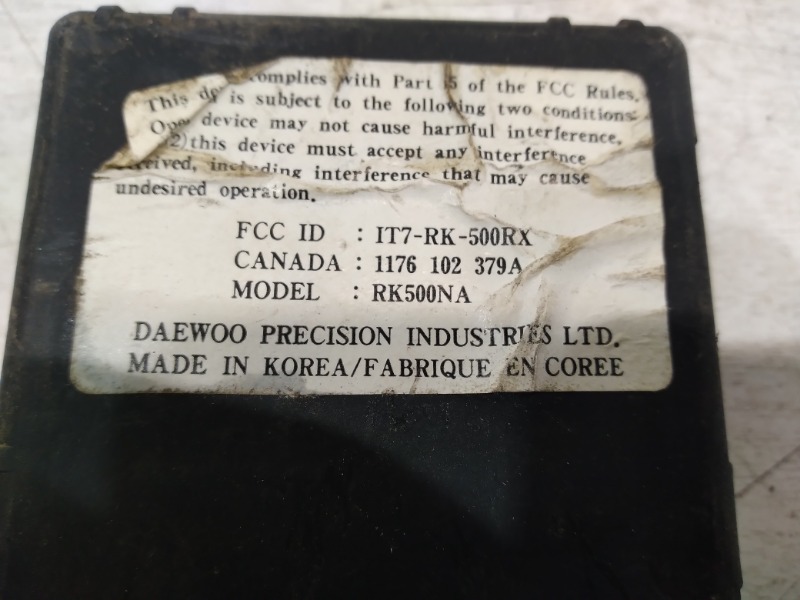 This complies with Part 5 of the FCC Rules.
is subject to the following two conditions:
device may not cause harmful interference,
(2)this device must accept any interference
including interference that may cause
undesired operation.
FCC ID : IT7-RK-500RX
CANADA : 1176 102 379A
MODEL : RK500NA
DAEWOO PRECISION INDUSTRIES LTD.
MADE IN KOREA/FABRIQUE EN COREE